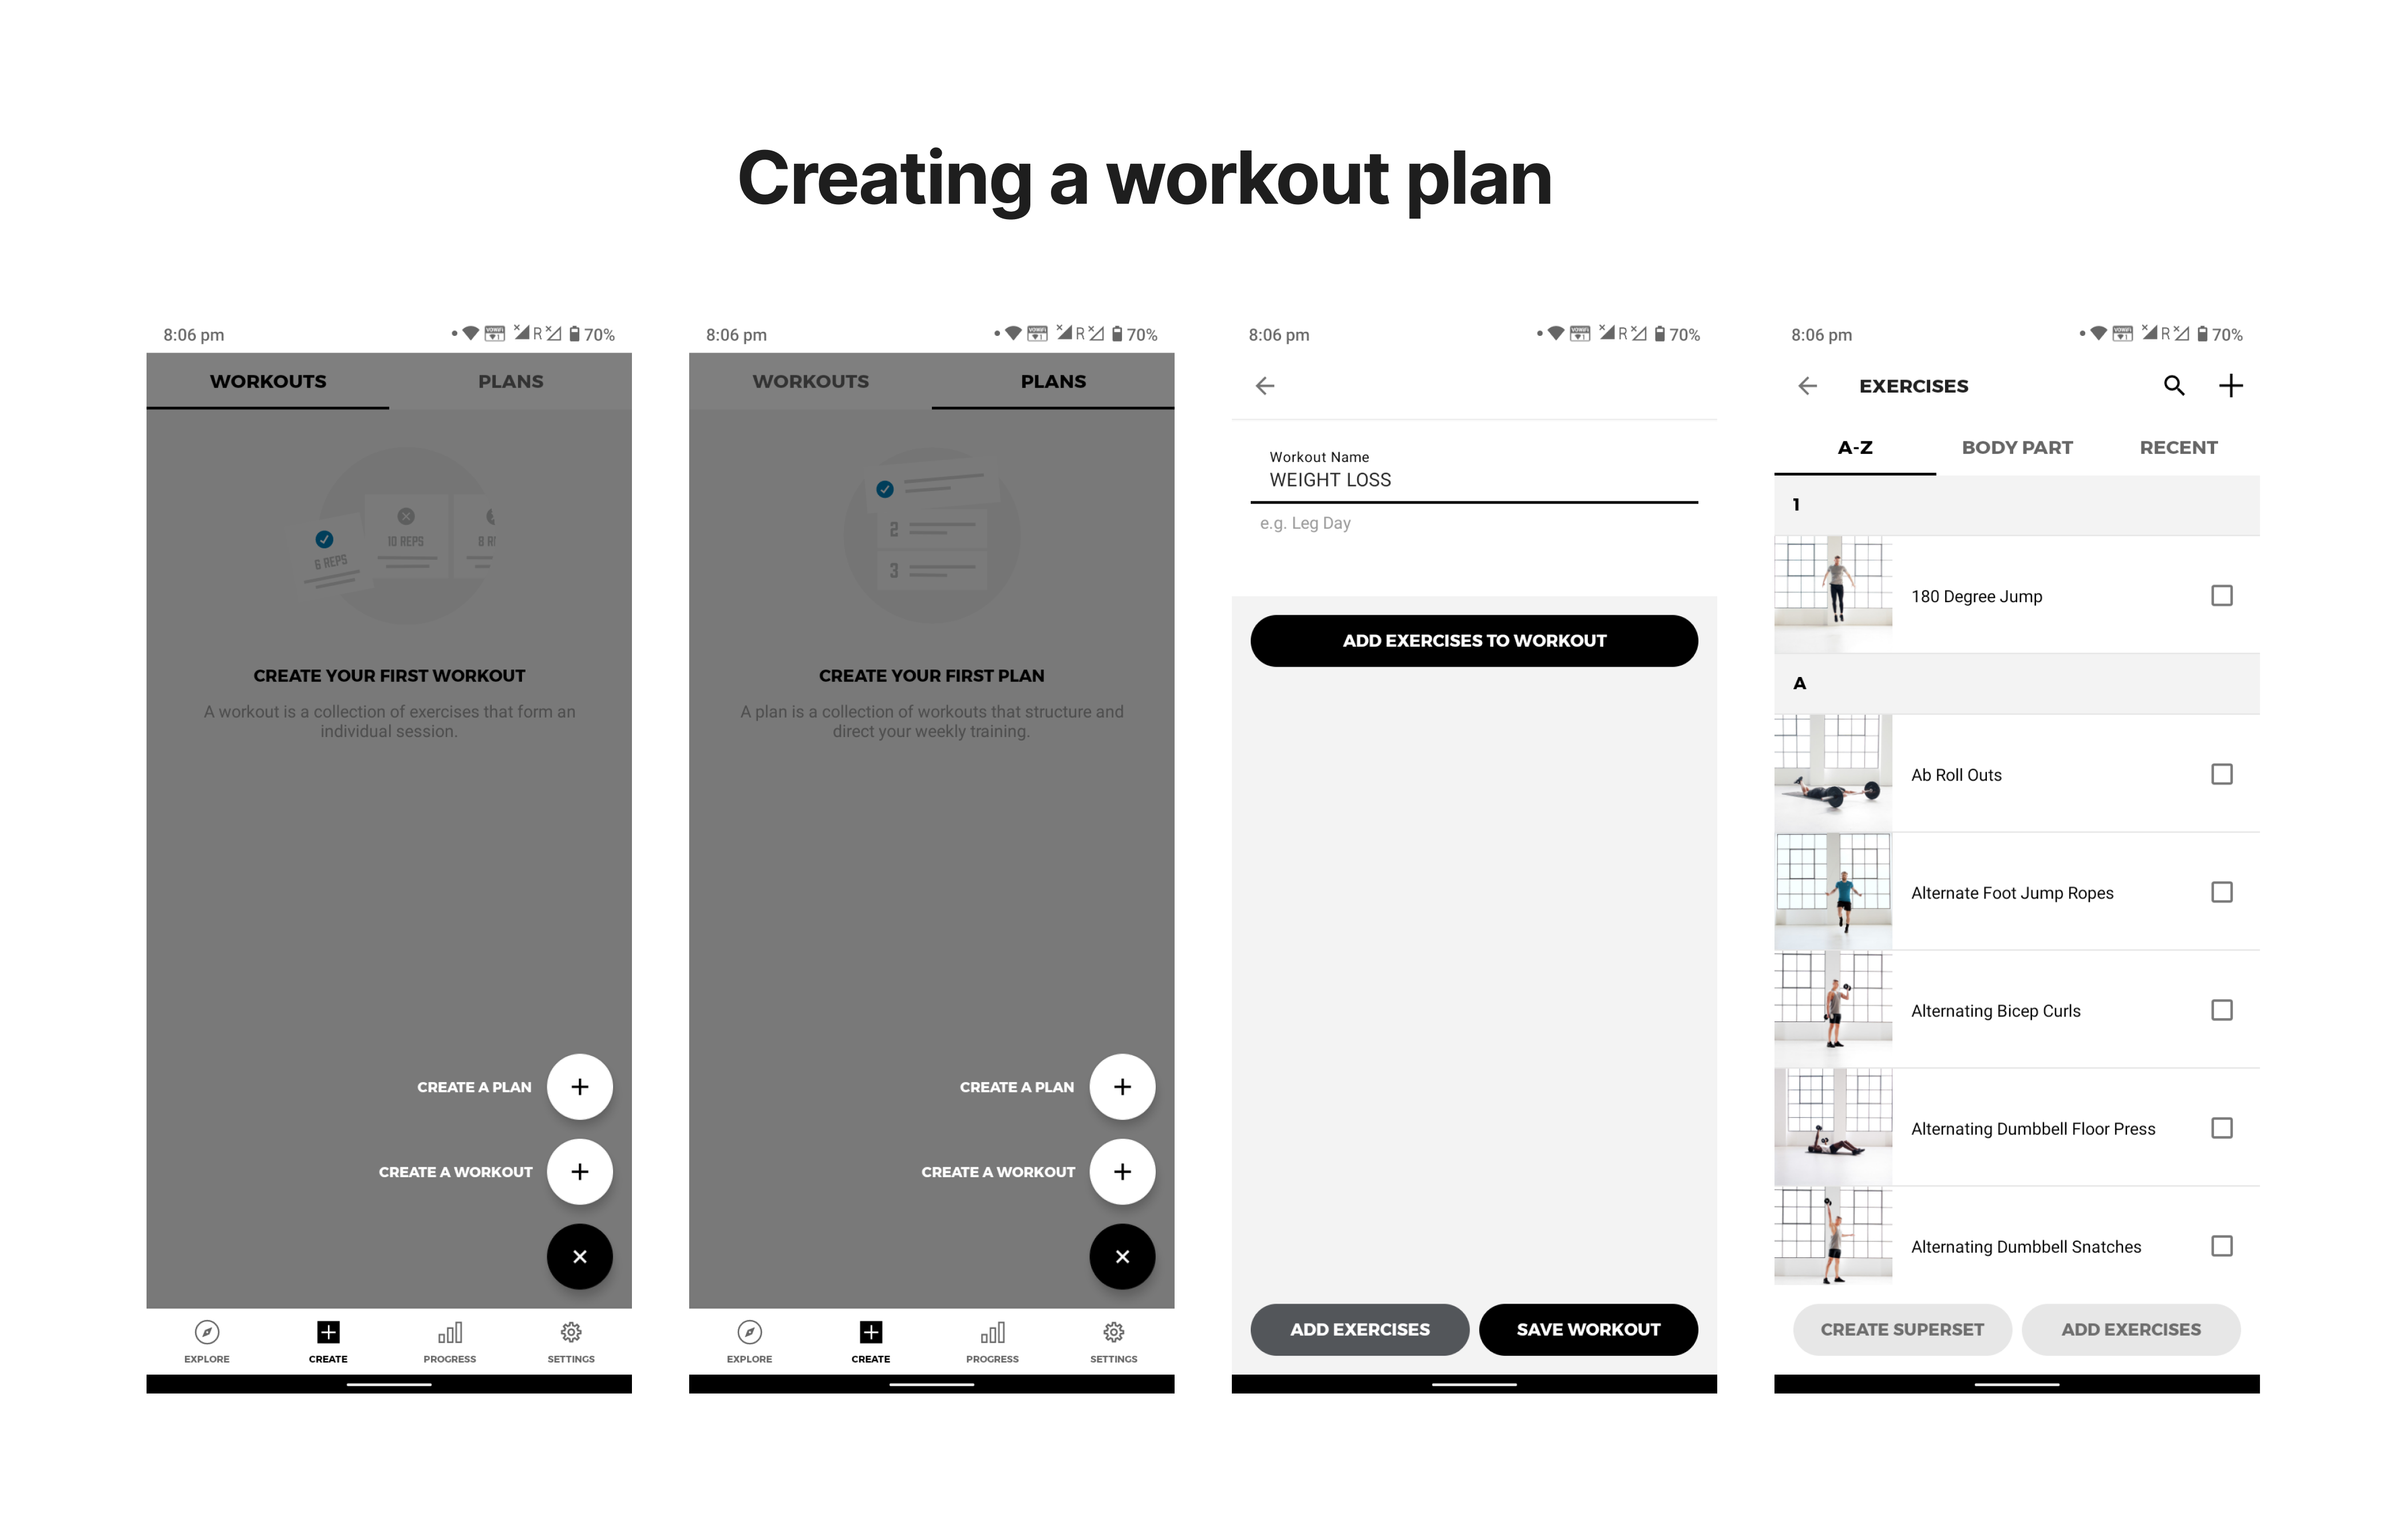 Creating a workout plan
8:06 pm
R
70%
WORKOUTS
PLANS
6 REPS
10 REPS
CREATE YOUR FIRST WORKOUT
A workout is a collection of exercises that form an
individual session.
CREATE A PLAN
CREATE A WORKOUT
EXPLORE
CREATE
PROGRESS
SETTINGS
8:06 pm
R
70%
WORKOUTS
PLANS
2
3
CREATE YOUR FIRST PLAN
A plan is a collection of workouts that structure and
direct your weekly training.
CREATE A PLAN
CREATE A WORKOUT
EXPLORE
CREATE
PROGRESS
SETTINGS
8:06 pm
R
70%
Workout Name
WEIGHT LOSS
e.g. Leg Day
ADD EXERCISES TO WORKOUT
ADD EXERCISES
SAVE WORKOUT
8:06 pm
R
70%
EXERCISES
A-Z
BODY PART
RECENT
1
180 Degree Jump
A
Ab Roll Outs
Alternate Foot Jump Ropes
Alternating Bicep Curls
Alternating Dumbbell Floor Press
Alternating Dumbbell Snatches
CREATE SUPERSET
ADD EXERCISES